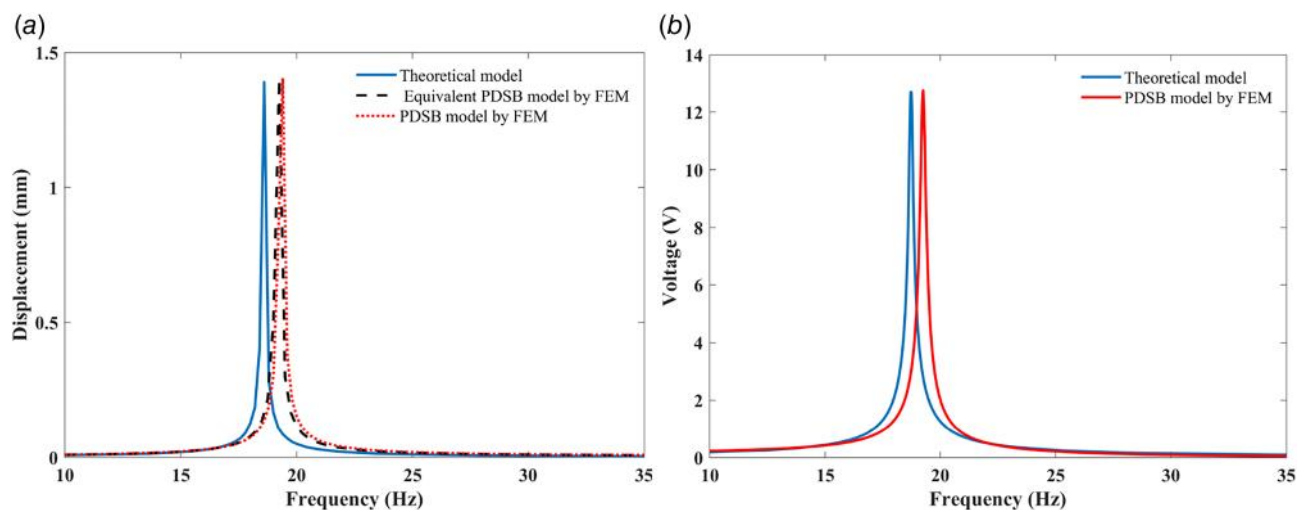 (a)
1.5
1
0.5
0
Displacement (mm)
Theoretical model
Equivalent PDSB model by FEM
PDSB model by FEM
10 15 20 25 30 35
Frequency (Hz)
(b)
14
12
10
8
6
4
2
0
Voltage (V)
Theoretical model
PDSB model by FEM
10 15 20 25 30 35
Frequency (Hz)